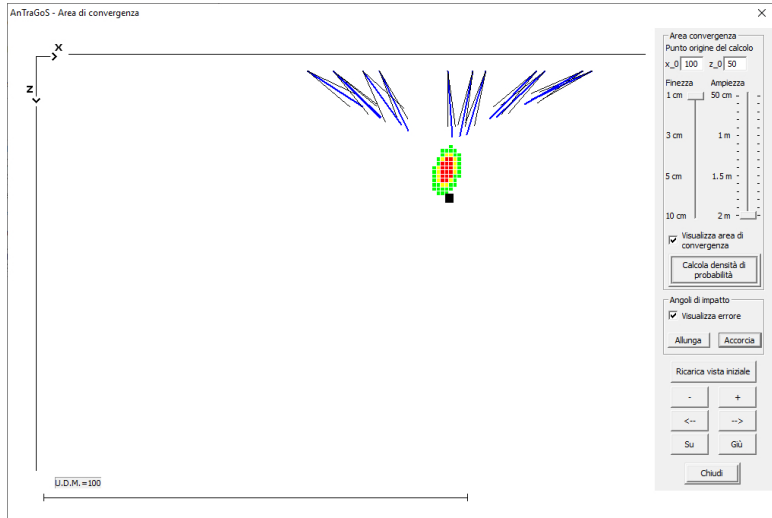 AnTraGoS - Area di convergenza
X
Z
U.D.M.=100
Area convergenza
Punto origine del calcolo
x_0 100 z_0 50
Finezza Ampiezza
1 cm 50 cm
3 cm 1 m
5 cm 1.5 m
10 cm 2 m
Visualizza area di
convergenza
Calcola densità di
probabilità
Angoli di impatto
Visualizza errore
Allunga Accorcia
Ricarica vista iniziale
- +
<-- -->
Su Giù
Chiudi